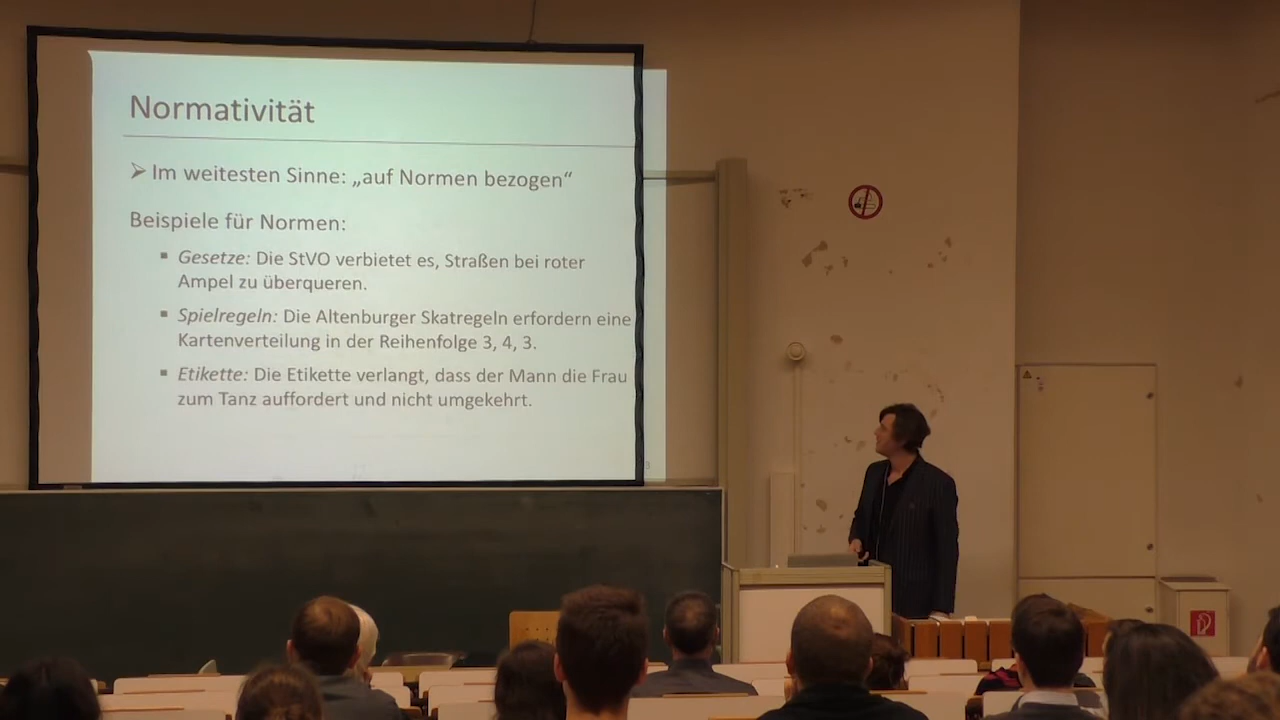 Normativität
➢ Im weitesten Sinne: „auf Normen bezogen“
Beispiele für Normen:
▪ Gesetze: Die StVO verbietet es, Straßen bei roter
Ampel zu überqueren.
▪ Spielregeln: Die Altenburger Skatregeln erfordern eine
Kartenverteilung in der Reihenfolge 3, 4, 3.
▪ Etikette: Die Etikette verlangt, dass der Mann die Frau
zum Tanz auffordert und nicht umgekehrt.
3